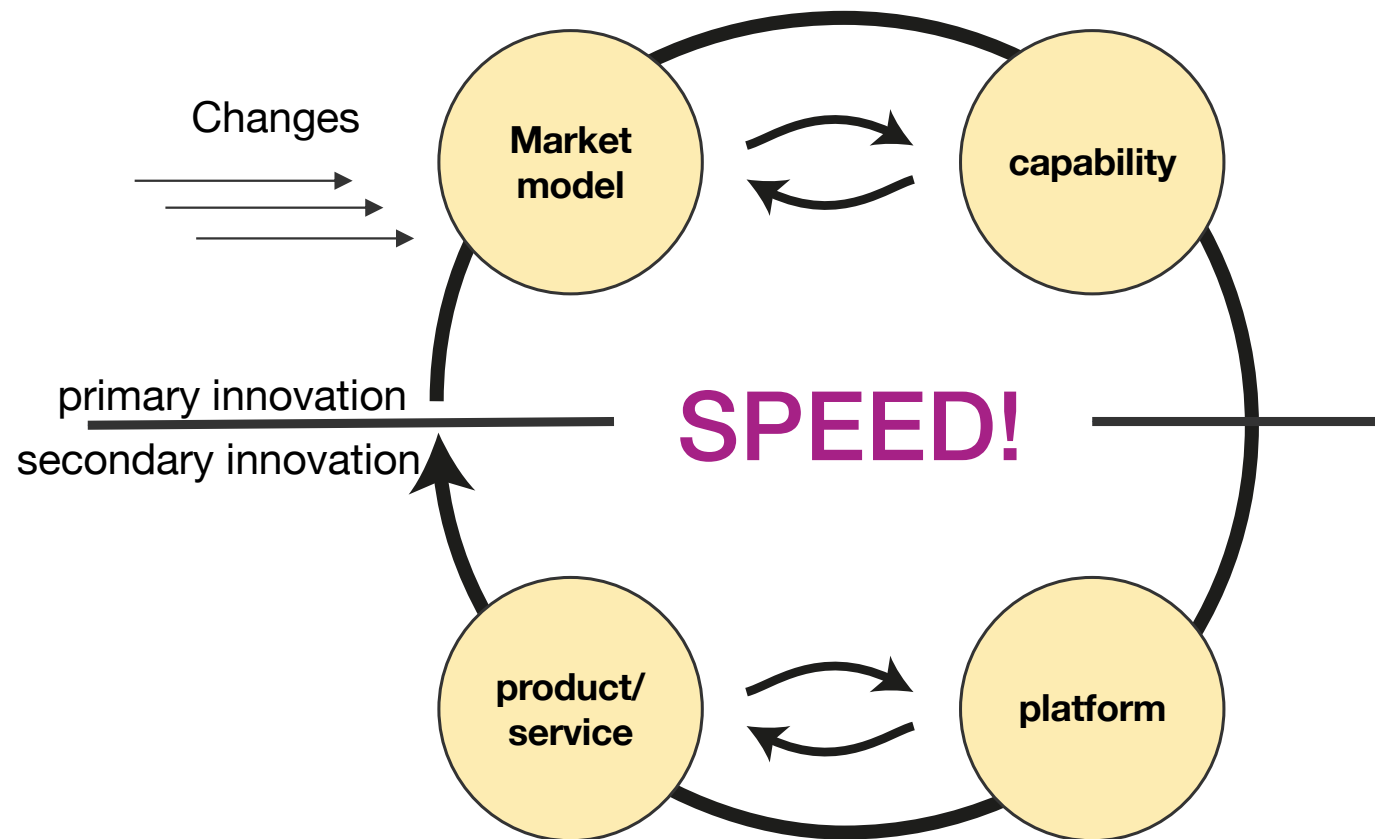 Changes
Market
model
capability
primary innovation
SPEED!
secondary innovation
product/
service
platform